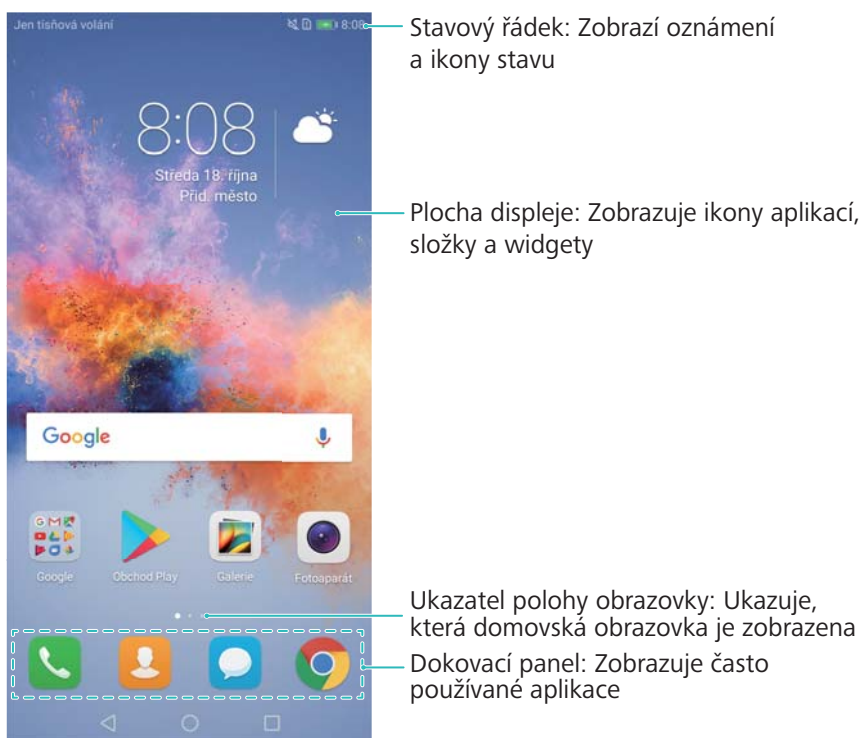 Jen tísňová volání
8:08
Stavový řádek: Zobrazí oznámení
a ikony stavu
8:08
Středa 18. října
Přid. město
Plocha displeje: Zobrazuje ikony aplikací,
složky a widgety
Google
Google
Obchod Play
Galerie
Fotoaparát
Ukazatel polohy obrazovky: Ukazuje,
která domovská obrazovka je zobrazena
Dokovací panel: Zobrazuje často
používané aplikace